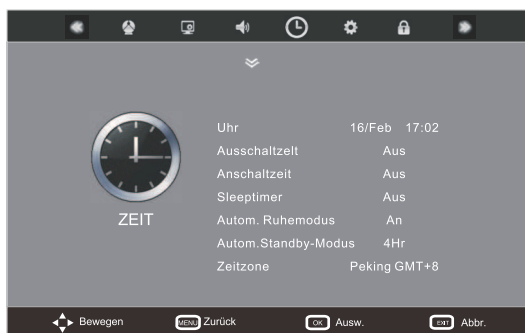 Uhr 16/Feb 17:02
Ausschaltzelt Aus
Anschaltzeit Aus
Sleeptimer Aus
Autom. Ruhemodus An
Autom.Standby-Modus 4Hr
Zeitzone Peking GMT+8
ZEIT
Bewegen MENU Zurück OK Ausw. EXIT Abbr.